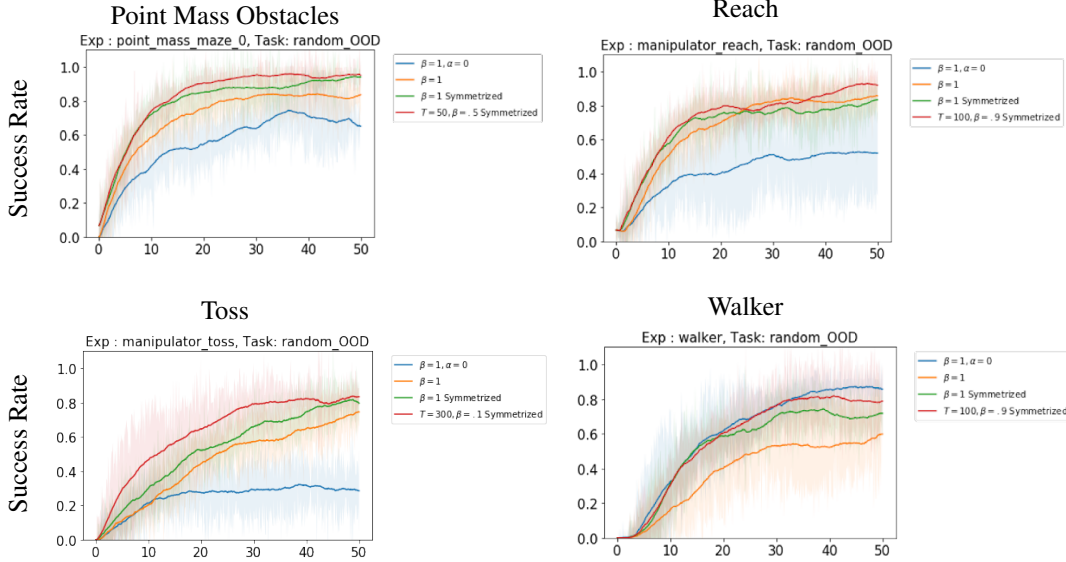 Point Mass Obstacles
Exp : point_mass_maze_0, Task: random_OOD
Success Rate
1.0
0.8
0.6
0.4
0.2
0.0
0 10 20 30 40 50
β = 1, α = 0
β = 1
β = 1 Symmetrized
T = 50, β = . 5 Symmetrized
Reach
Exp : manipulator_reach, Task: random_OOD
1.0
0.8
0.6
0.4
0.2
0.0
0 10 20 30 40 50
β = 1, α = 0
β = 1
β = 1 Symmetrized
T = 100, β = . 9 Symmetrized
Toss
Exp : manipulator_toss, Task: random_OOD
Success Rate
1.0
0.8
0.6
0.4
0.2
0.0
0 10 20 30 40 50
β = 1, α = 0
β = 1
β = 1 Symmetrized
T = 300, β = . 1 Symmetrized
Walker
Exp : walker, Task: random_OOD
1.0
0.8
0.6
0.4
0.2
0.0
0 10 20 30 40 50
β = 1, α = 0
β = 1
β = 1 Symmetrized
T = 100, β = . 9 Symmetrized